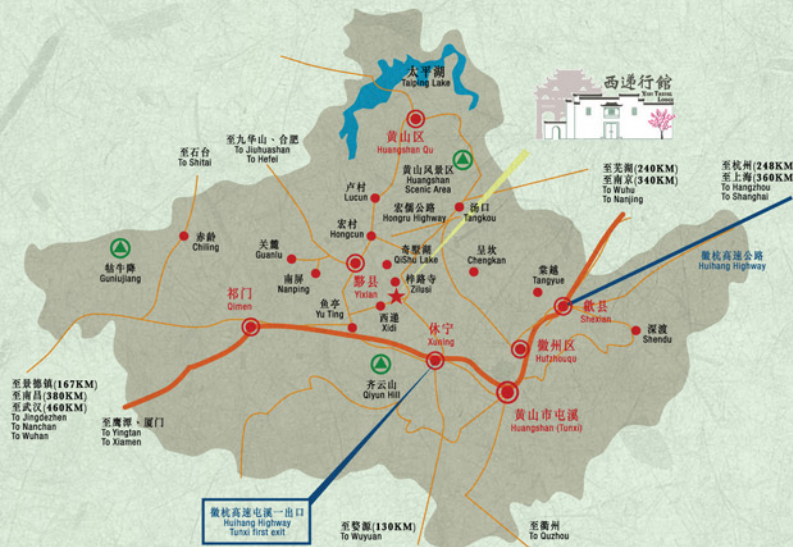 太平湖
Taiping Lake
西递行館
XIDI TRAVEL
LODGE
黄山区
Huangshan Qu
至九华山、合肥
To Jiuhuashan
To Hefei
至石台
To Shitai
黄山风景区
Huangshan
Scenic Area
至芜湖(240KM)
至南京(340KM)
To Wuhu
To Nanjing
至杭州(248KM)
至上海(360KM)
To Hangzhou
To Shanghai
卢村
Lucun
宏儒公路
Hongru Highway
汤口
Tangkou
赤龄
Chiling
宏村
Hongcun
关麓
Guanlu
奇墅湖
QiShu Lake
呈坎
Chengkan
徽杭高速公路
Huihang Highway
牯牛降
Guniujiang
南屏
Nanping
黟县
Yixian
梓路寺
Zilusi
棠越
Tangyue
祁门
Qimen
鱼亭
Yu Ting
西递
Xidi
休宁
Xiuning
歙县
Shexian
深渡
Shendu
徽州区
Huizhouqu
齐云山
Qiyun Hill
至景德镇(167KM)
至南昌(380KM)
至武汉(460KM)
To Jingdezhen
To Nanchan
To Wuhan
至鹰潭・厦门
To Yingtan
To Xiamen
黄山市屯溪
Huangshan (Tunxi)
徽杭高速屯溪一出口
Huihang Highway
Tunxi first exit
至婺源(130KM)
To Wuyuan
至衢州
To Quzhou